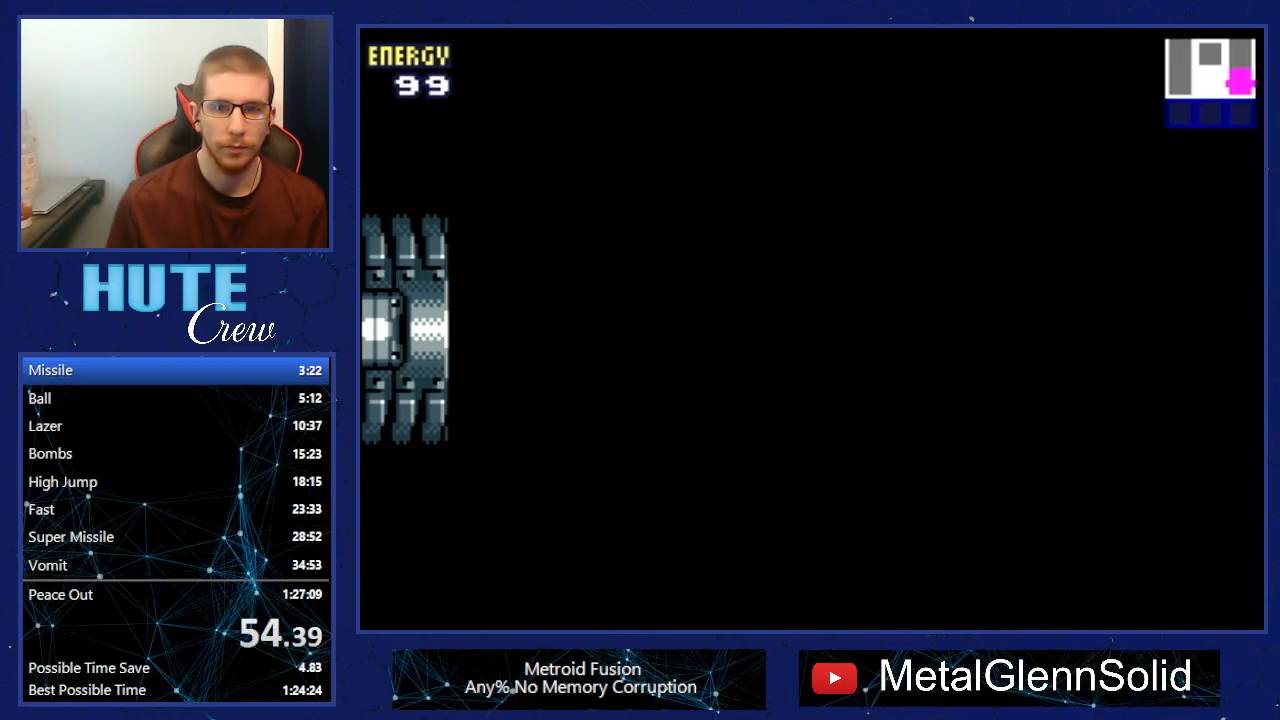 ENERGY
99
HUTE
Crew
Missile 3:22
Ball 5:12
Lazer 10:37
Bombs 15:23
High Jump 18:15
Fast 23:33
Super Missile 28:52
Vomit 34:53
Peace Out 1:27:09
54.39
Possible Time Save 4.83
Best Possible Time 1:24:24
Metroid Fusion
Any% No Memory Corruption
MetalGlennSolid